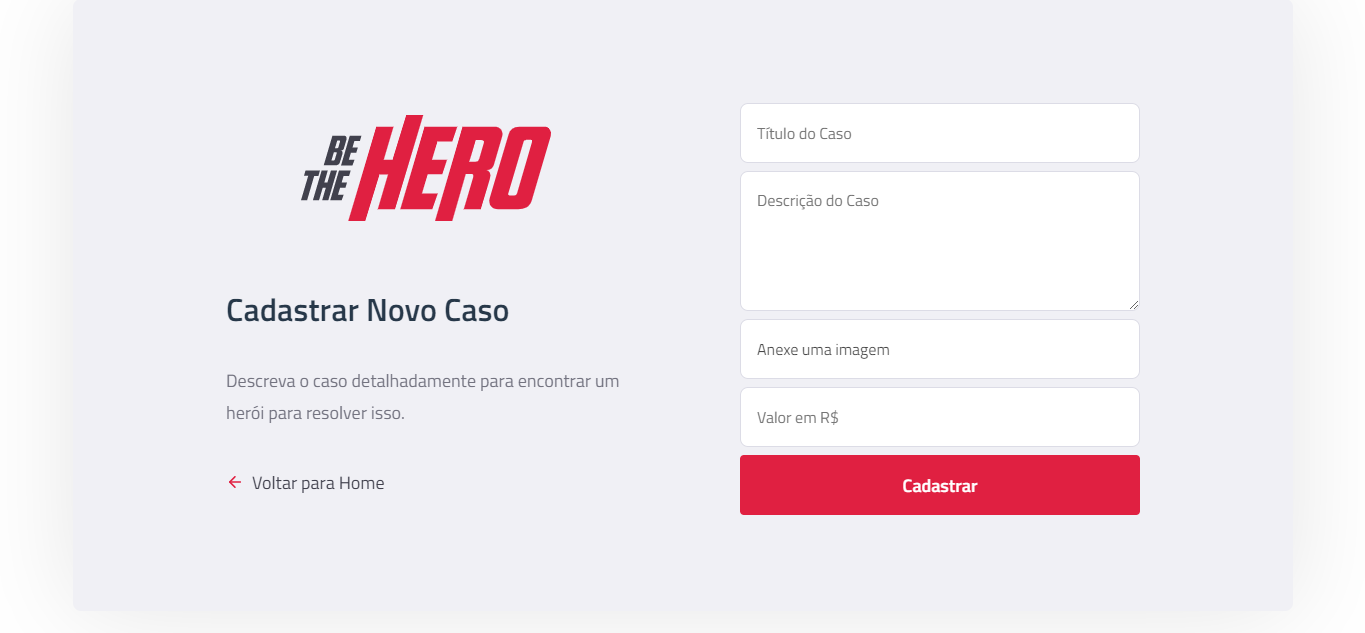 BE
THE HERO
Cadastrar Novo Caso
Descreva o caso detalhadamente para encontrar um
herói para resolver isso.
Voltar para Home
Título do Caso
Descrição do Caso
Anexe uma imagem
Valor em R$
Cadastrar